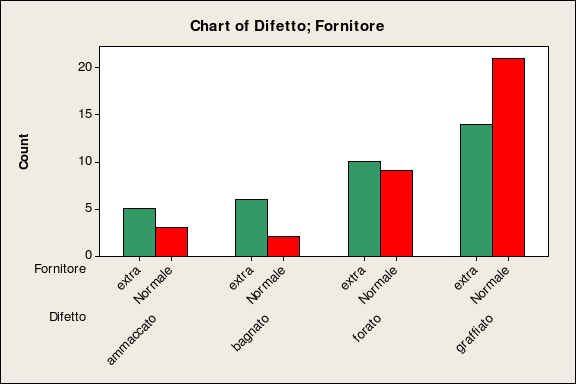 Chart of Difetto; Fornitore
Count
20
15
10
5
0
Fornitore extra Normale extra Normale extra Normale extra Normale
Difetto ammaccato bagnato forato graffiato